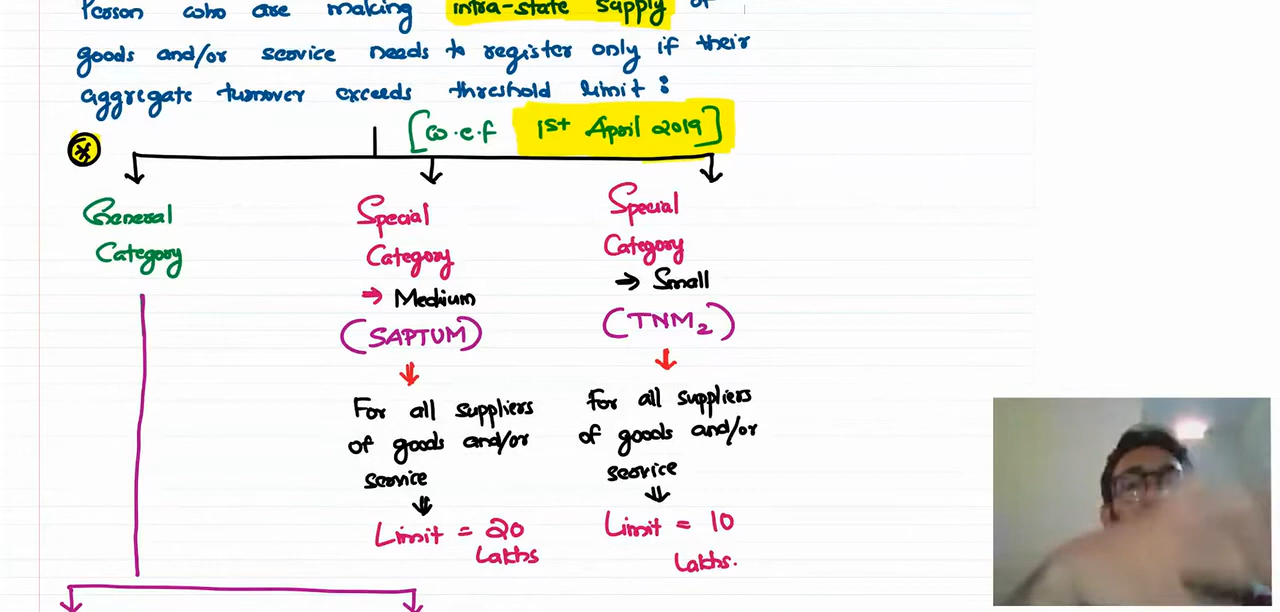 Person who are making intra-state supply of
goods and/or service needs to register only if their
aggregate turnover exceeds threshold limit :
[w.e.f 1st April 2019]
*
General
Category
Special
Category
→ Medium
(SAPTUM)
For all suppliers
of goods and/or
service
Limit = 20
Lakhs
Special
Category
→ Small
(TNM2)
For all suppliers
of goods and/or
service
Limit = 10
Lakhs.